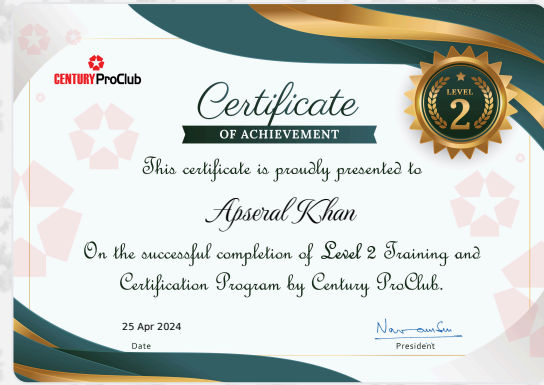 CENTURY ProClub
Certificate
OF ACHIEVEMENT
LEVEL
2
This certificate is proudly presented to
Apseral Khan
On the successful completion of Level 2 Training and
Certification Program by Century ProClub.
25 Apr 2024
Date
President